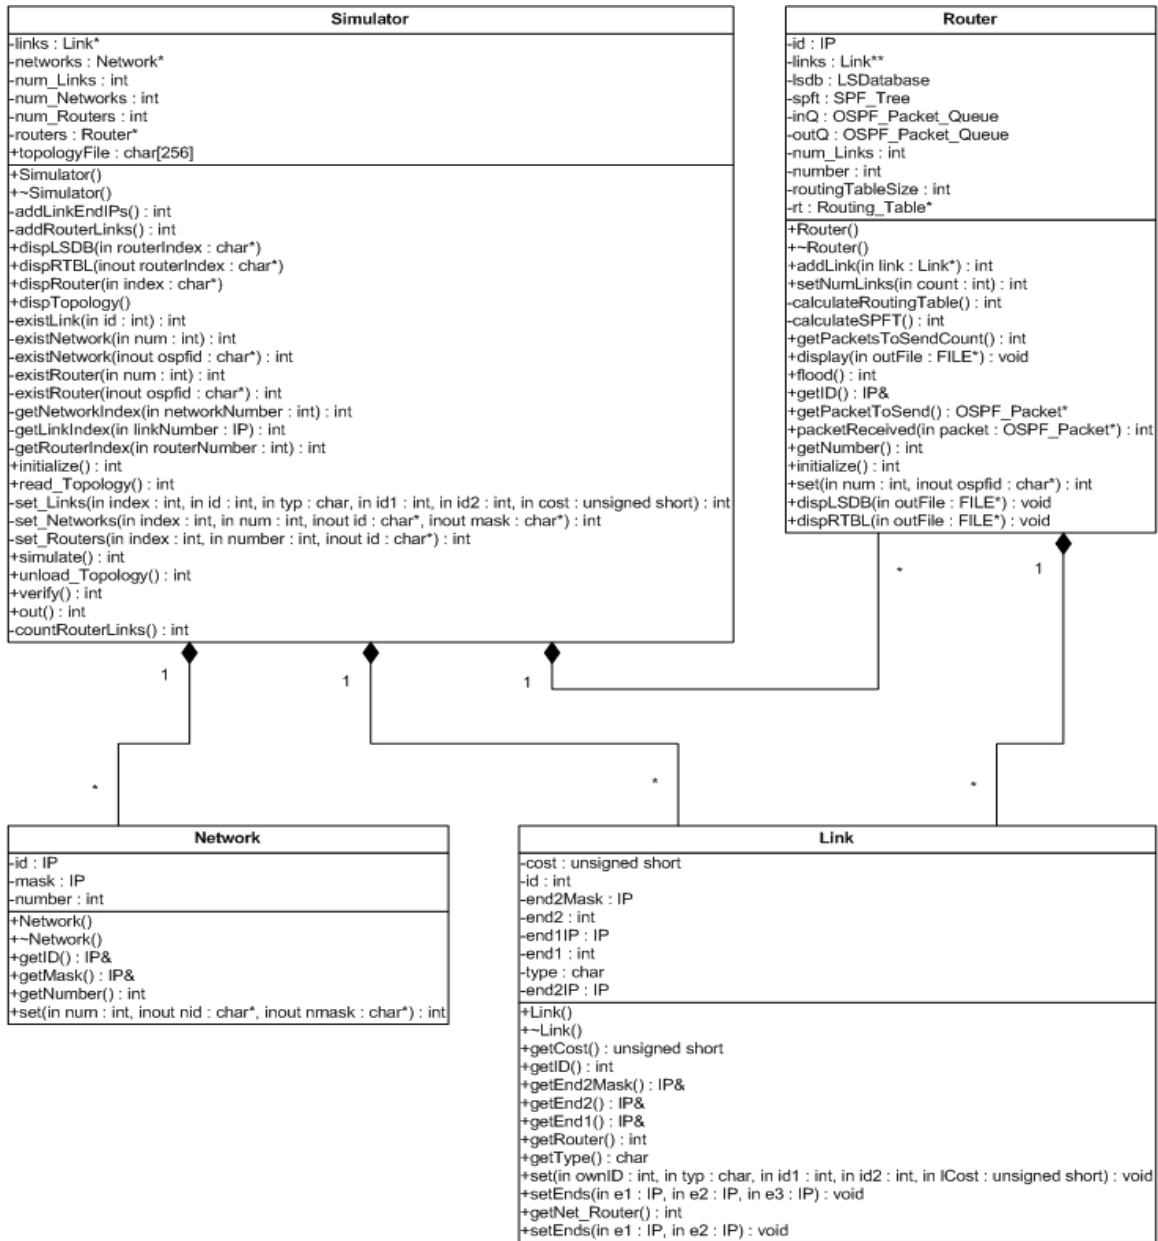 Simulator
-links : Link*
-networks : Network*
-num_Links : int
-num_Networks : int
-num_Routers : int
-routers : Router*
+topologyFile : char[256]
+Simulator()
+~Simulator()
-addLinkEndIPs() : int
-addRouterLinks() : int
+dispLSDB(in routerIndex : char*)
+dispRTBL(inout routerIndex : char*)
+dispRouter(in index : char*)
+dispTopology()
-existLink(in id : int) : int
-existNetwork(in num : int) : int
-existNetwork(inout ospfid : char*) : int
-existRouter(in num : int) : int
-existRouter(inout ospfid : char*) : int
-getNetworkIndex(in networkNumber : int) : int
-getLinkIndex(in linkNumber : IP) : int
-getRouterIndex(in routerNumber : int) : int
+initialize() : int
+read_Topology() : int
-set_Links(in index : int, in id : int, in typ : char, in id1 : int, in id2 : int, in cost : unsigned short) : int
-set_Networks(in index : int, in num : int, inout id : char*, inout mask : char*) : int
-set_Routers(in index : int, in number : int, inout id : char*) : int
+simulate() : int
+unload_Topology() : int
+verify() : int
+out() : int
-countRouterLinks() : int
Router
-id : IP
-links : Link**
-lsdb : LSDatabase
-spft : SPF_Tree
-inQ : OSPF_Packet_Queue
-outQ : OSPF_Packet_Queue
-num_Links : int
-number : int
-routingTableSize : int
-rt : Routing_Table*
+Router()
+~Router()
+addLink(in link : Link*) : int
+setNumLinks(in count : int) : int
-calculateRoutingTable() : int
-calculateSPFT() : int
+getPacketsToSendCount() : int
+display(in outFile : FILE*) : void
+flood() : int
+getID() : IP&
+getPacketToSend() : OSPF_Packet*
+packetReceived(in packet : OSPF_Packet*) : int
+getNumber() : int
+initialize() : int
+set(in num : int, inout ospfid : char*) : int
+dispLSDB(in outFile : FILE*) : void
+dispRTBL(in outFile : FILE*) : void
1
1
1
*
1
*
*
*
Network
-id : IP
-mask : IP
-number : int
+Network()
+~Network()
+getID() : IP&
+getMask() : IP&
+getNumber() : int
+set(in num : int, inout nid : char*, inout nmask : char*) : int
Link
-cost : unsigned short
-id : int
-end2Mask : IP
-end2 : int
-end1IP : IP
-end1 : int
-type : char
-end2IP : IP
+Link()
+~Link()
+getCost() : unsigned short
+getID() : int
+getEnd2Mask() : IP&
+getEnd2() : IP&
+getEnd1() : IP&
+getRouter() : int
+getType() : char
+set(in ownID : int, in typ : char, in id1 : int, in id2 : int, in lCost : unsigned short) : void
+setEnds(in e1 : IP, in e2 : IP, in e3 : IP) : void
+getNet_Router() : int
+setEnds(in e1 : IP, in e2 : IP) : void